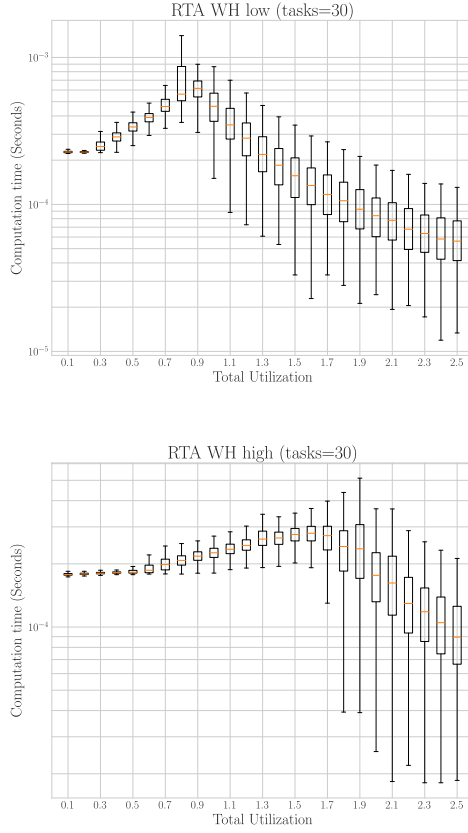 RTA WH low (tasks=30)
Computation time (Seconds)
10⁻³
10⁻⁴
10⁻⁵
0.1 0.3 0.5 0.7 0.9 1.1 1.3 1.5 1.7 1.9 2.1 2.3 2.5
Total Utilization
RTA WH high (tasks=30)
Computation time (Seconds)
10⁻⁴
0.1 0.3 0.5 0.7 0.9 1.1 1.3 1.5 1.7 1.9 2.1 2.3 2.5
Total Utilization